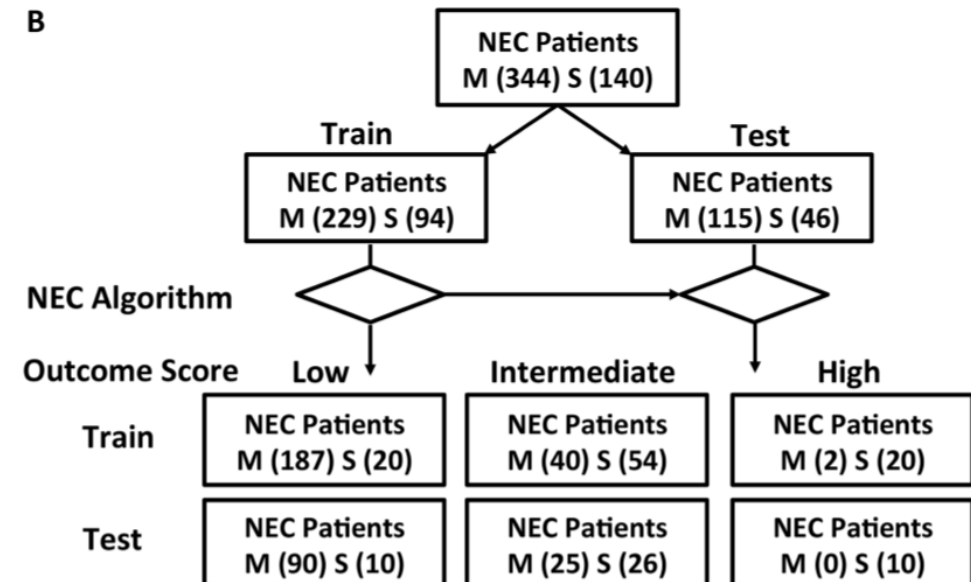 B
NEC Patients
M (344) S (140)
Train
Test
NEC Patients
M (229) S (94)
NEC Patients
M (115) S (46)
NEC Algorithm
Outcome Score
Low
Intermediate
High
Train
NEC Patients
M (187) S (20)
NEC Patients
M (40) S (54)
NEC Patients
M (2) S (20)
Test
NEC Patients
M (90) S (10)
NEC Patients
M (25) S (26)
NEC Patients
M (0) S (10)